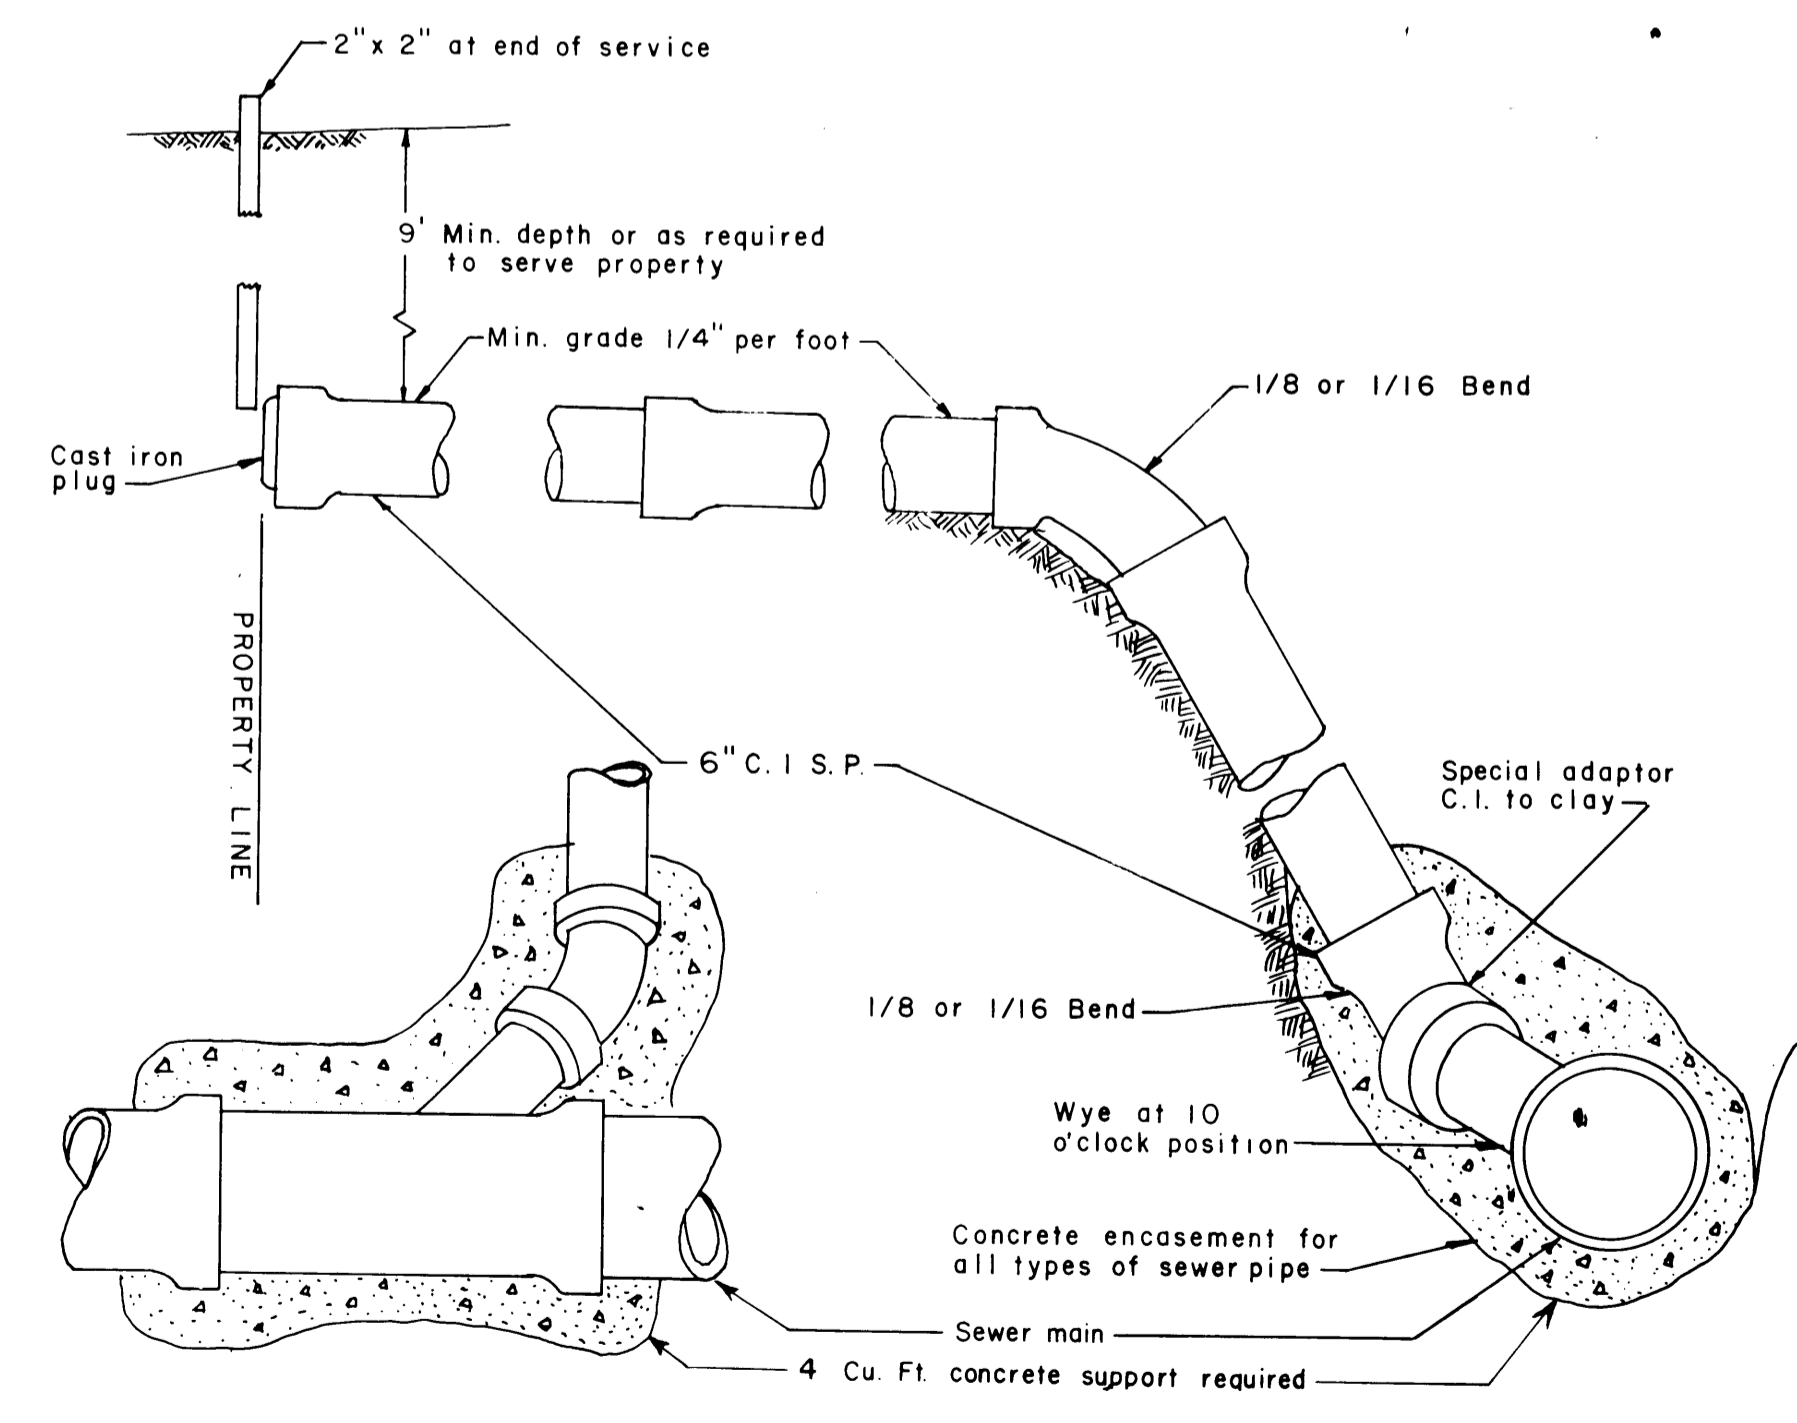 2" x 2" at end of service
9' Min. depth or as required
to serve property
Min. grade 1/4" per foot
1/8 or 1/16 Bend
Cast iron
plug
PROPERTY LINE
6" C. I S. P.
Special adaptor
C. I. to clay
1/8 or 1/16 Bend
Wye at 10
o'clock position
Concrete encasement for
all types of sewer pipe
Sewer main
4 Cu. Ft. concrete support required